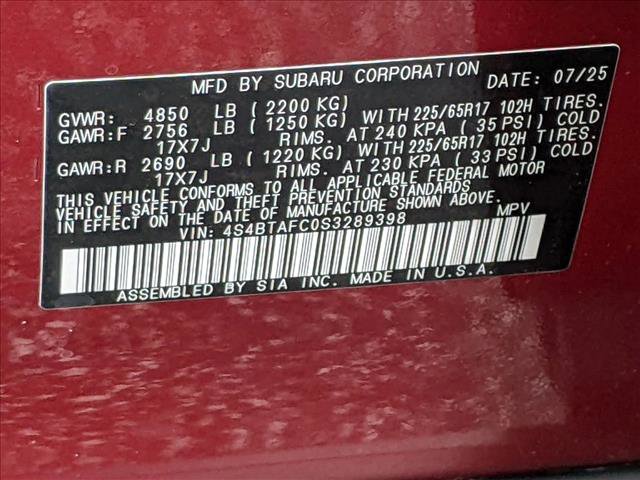 MFD BY SUBARU CORPORATION DATE: 07/25
GVWR: 4850 LB (2200 KG)
GAWR:F 2756 LB (1250 KG) WITH 225/65R17 102H TIRES.
17X7J RIMS. AT 240 KPA ( 35 PSI) COLD
GAWR:R 2690 LB (1220 KG) WITH 225/65R17 102H TIRES.
17X7J RIMS. AT 230 KPA ( 33 PSI) COLD
THIS VEHICLE CONFORMS TO ALL APPLICABLE FEDERAL MOTOR
VEHICLE SAFETY AND THEFT PREVENTION STANDARDS
IN EFFECT ON THE DATE OF MANUFACTURE SHOWN ABOVE.
VIN: 4S4BTAFC0S3289398 MPV
ASSEMBLED BY SIA INC. MADE IN U.S.A.